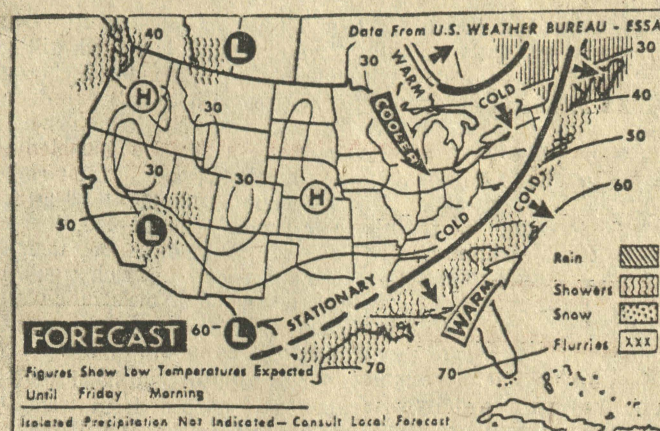 Data From U.S. WEATHER BUREAU - ESSA
40
L
30
WARM
30
H
30
COLD
40
COOLER
50
30
30
H
COLD
60
50
L
COLD
Rain
STATIONARY
Showers
WARM
Snow
FORECAST
60
L
Flurries
XXX
70
70
Figures Show Low Temperatures Expected
Until Friday Morning
Isolated Precipitation Not Indicated— Consult Local Forecast